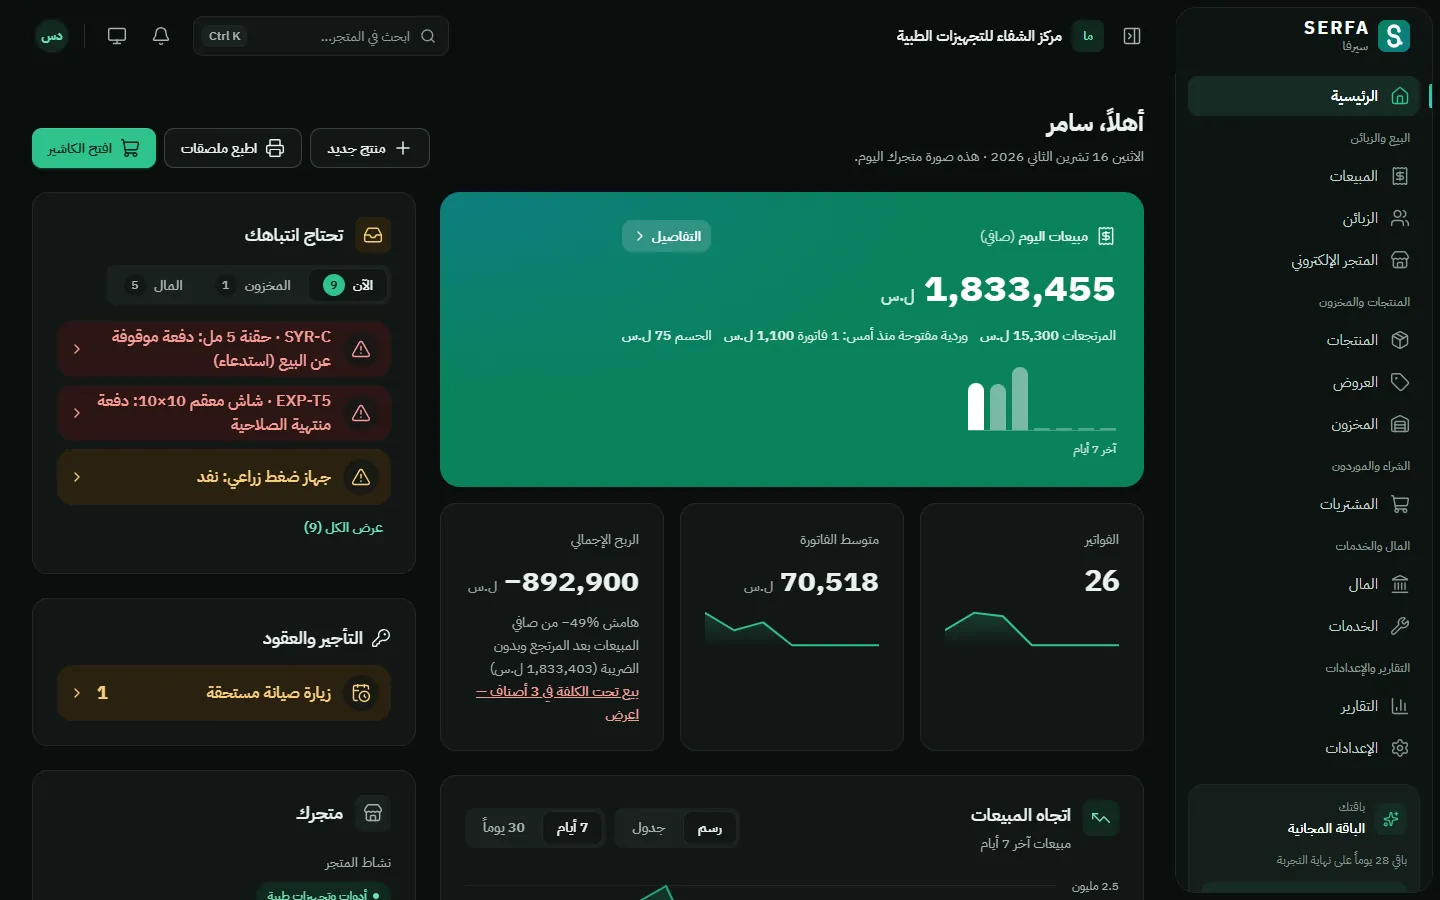 SERFA
سيرفا
الرئيسية
البيع والزبائن
المبيعات
الزبائن
المتجر الإلكتروني
المنتجات والمخزون
المنتجات
العروض
المخزون
الشراء والموردون
المشتريات
المال والخدمات
المال
الخدمات
التقارير والإعدادات
التقارير
الإعدادات
باقتك
الباقة المجانية
باقي 28 يوماً على نهاية التجربة
ما
مركز الشفاء للتجهيزات الطبية
ابحث في المتجر...
Ctrl K
دس
أهلاً، سامر
الاثنين 16 تشرين الثاني 2026 · هذه صورة متجرك اليوم.
منتج جديد
اطبع ملصقات
افتح الكاشير
مبيعات اليوم (صافي)
التفاصيل
1,833,455 ل.س
المرتجعات 15,300 ل.س وردية مفتوحة منذ أمس: 1 فاتورة 1,100 ل.س الحسم 75 ل.س
آخر 7 أيام
الفواتير
26
متوسط الفاتورة
70,518 ل.س
الربح الإجمالي
−892,900 ل.س
هامش %49− من صافي
المبيعات بعد المرتجع وبدون
الضريبة (1,833,403 ل.س)
بيع تحت الكلفة في 3 أصناف —
اعرض
اتجاه المبيعات
مبيعات آخر 7 أيام
رسم
جدول
7 أيام
30 يوماً
2.5 مليون
تحتاج انتباهك
الآن 9
المخزون 1
المال 5
SYR-C · حقنة 5 مل: دفعة موقوفة
عن البيع (استدعاء)
EXP-T5 · شاش معقم 10×10: دفعة
منتهية الصلاحية
جهاز ضغط زراعي: نفد
عرض الكل (9)
التأجير والعقود
زيارة صيانة مستحقة
1
متجرك
نشاط المتجر
أدوات وتجهيزات طبية